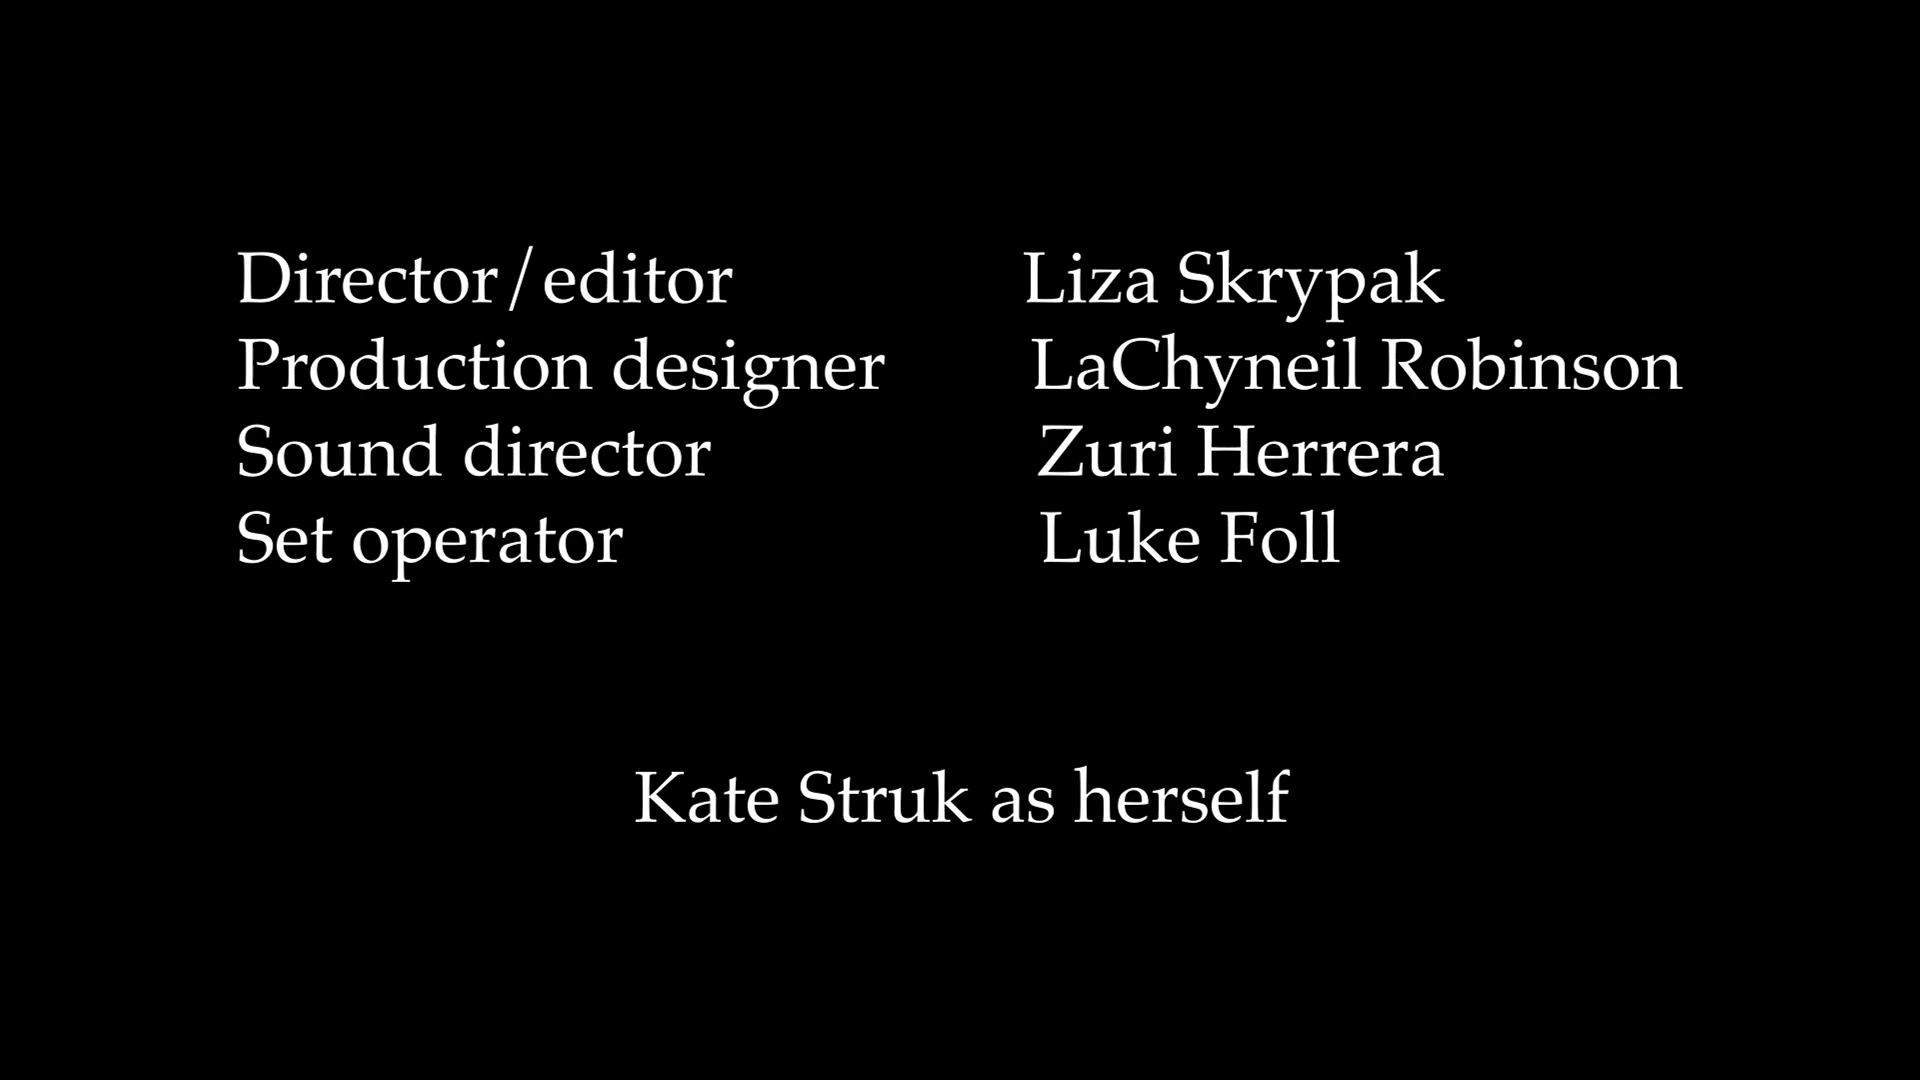 Director/editor Liza Skrypak
Production designer LaChyneil Robinson
Sound director Zuri Herrera
Set operator Luke Foll
Kate Struk as herself